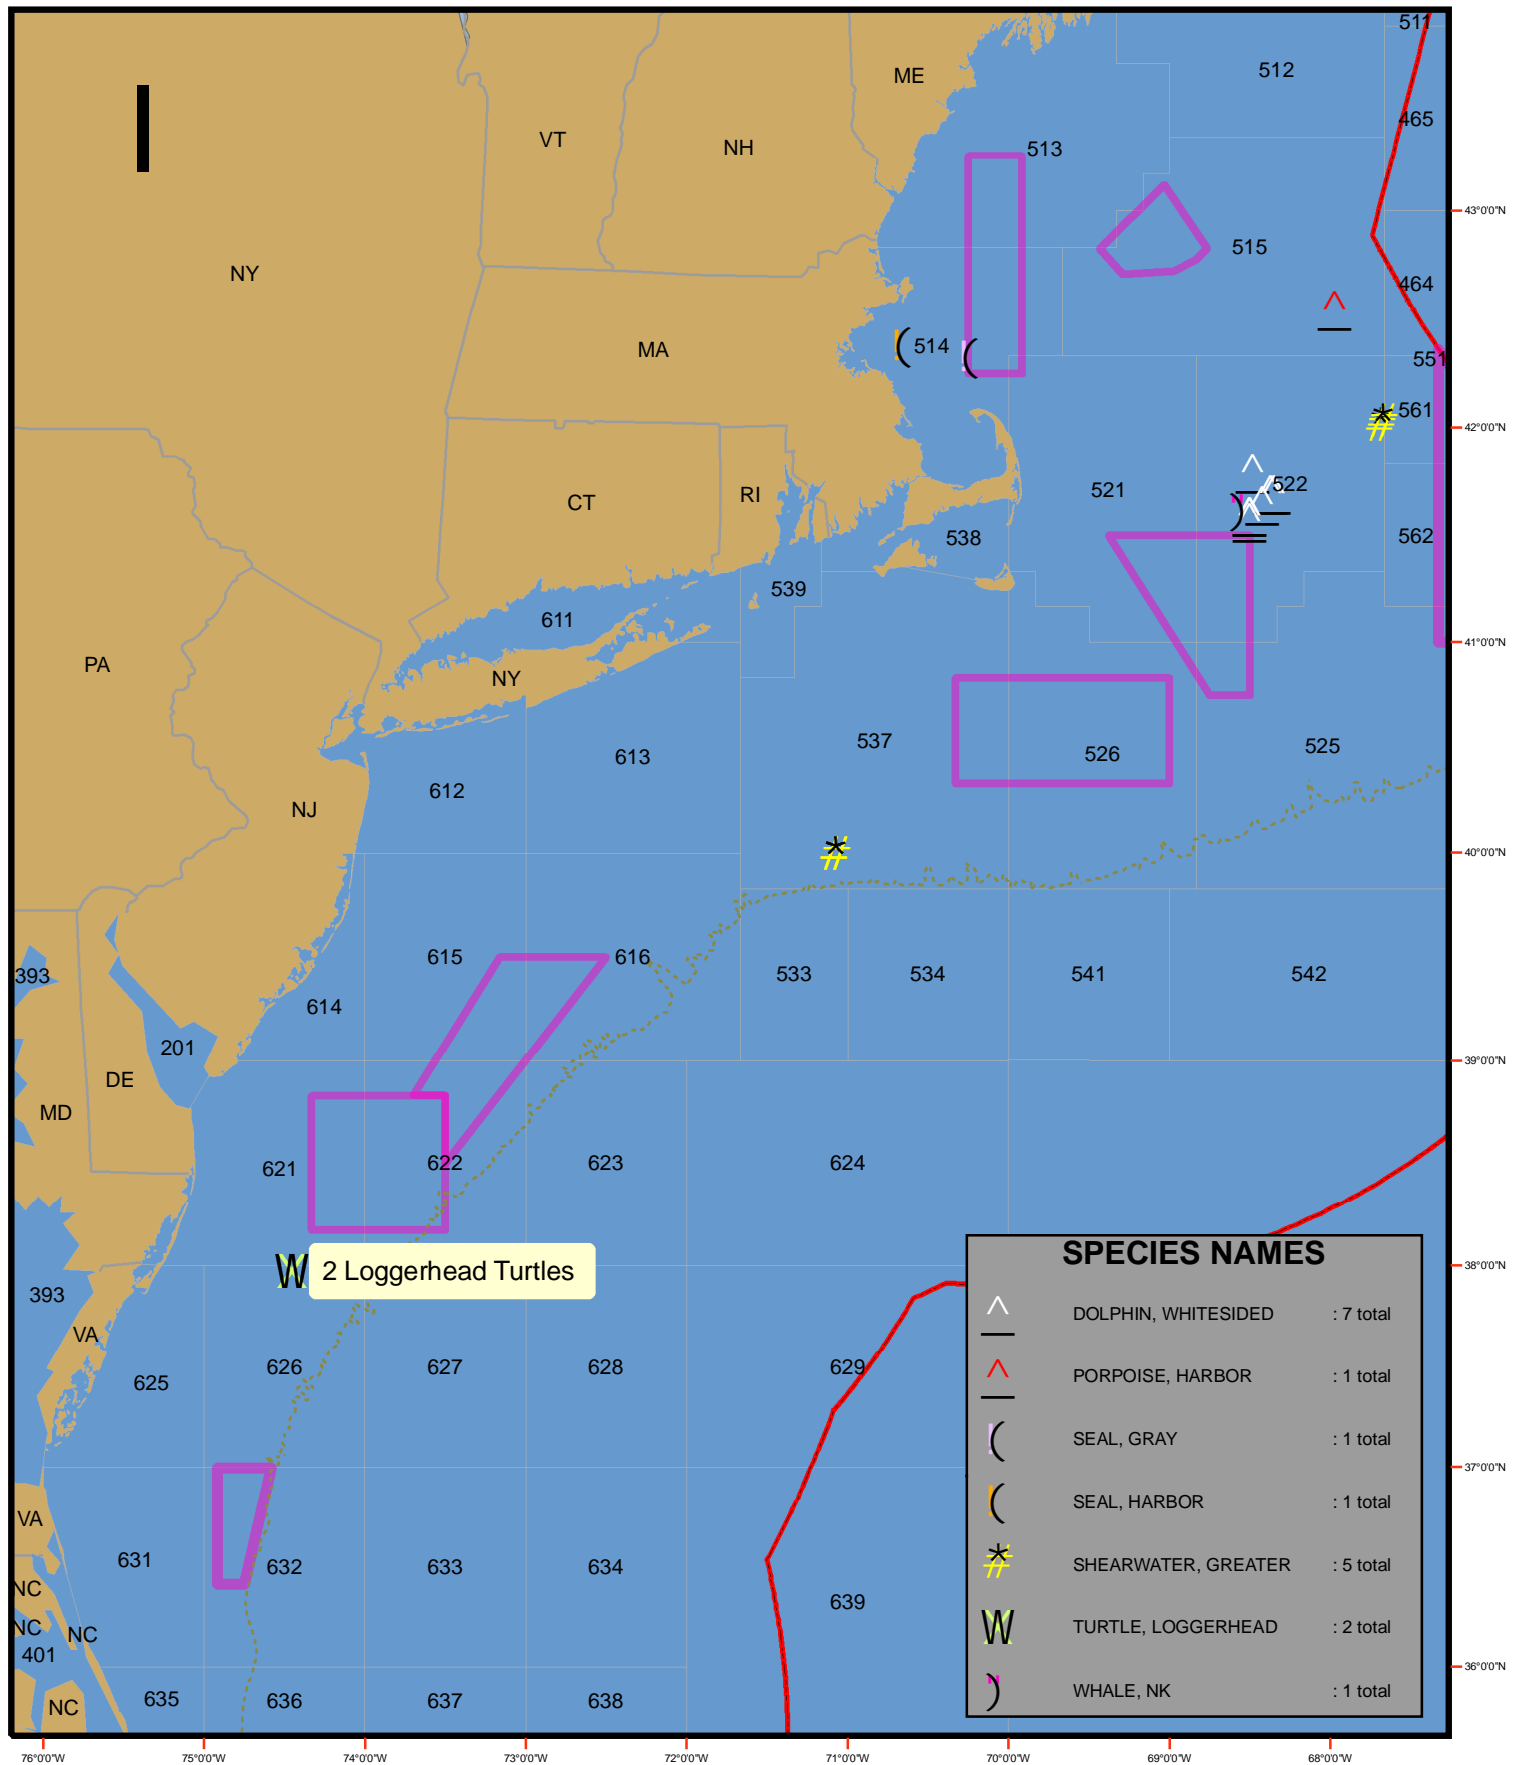 511
512
ME
465
VT
NH
513
43°0'0"N
NY
515
464
MA
514
551
561
42°0'0"N
CT
RI
521
522
538
562
539
611
41°0'0"N
PA
NY
537
526
525
613
612
NJ
40°0'0"N
615
616
393
533
534
541
542
614
201
39°0'0"N
DE
MD
621
622
623
624
SPECIES NAMES
2 Loggerhead Turtles
38°0'0"N
393
DOLPHIN, WHITESIDED : 7 total
VA
626
627
628
629
625
PORPOISE, HARBOR : 1 total
SEAL, GRAY : 1 total
37°0'0"N
SEAL, HARBOR : 1 total
VA
631
632
633
634
SHEARWATER, GREATER : 5 total
NC
639
NC
NC
TURTLE, LOGGERHEAD : 2 total
401
36°0'0"N
WHALE, NK : 1 total
NC
635
636
637
638
76°0'0"W
75°0'0"W
74°0'0"W
73°0'0"W
72°0'0"W
71°0'0"W
70°0'0"W
69°0'0"W
68°0'0"W